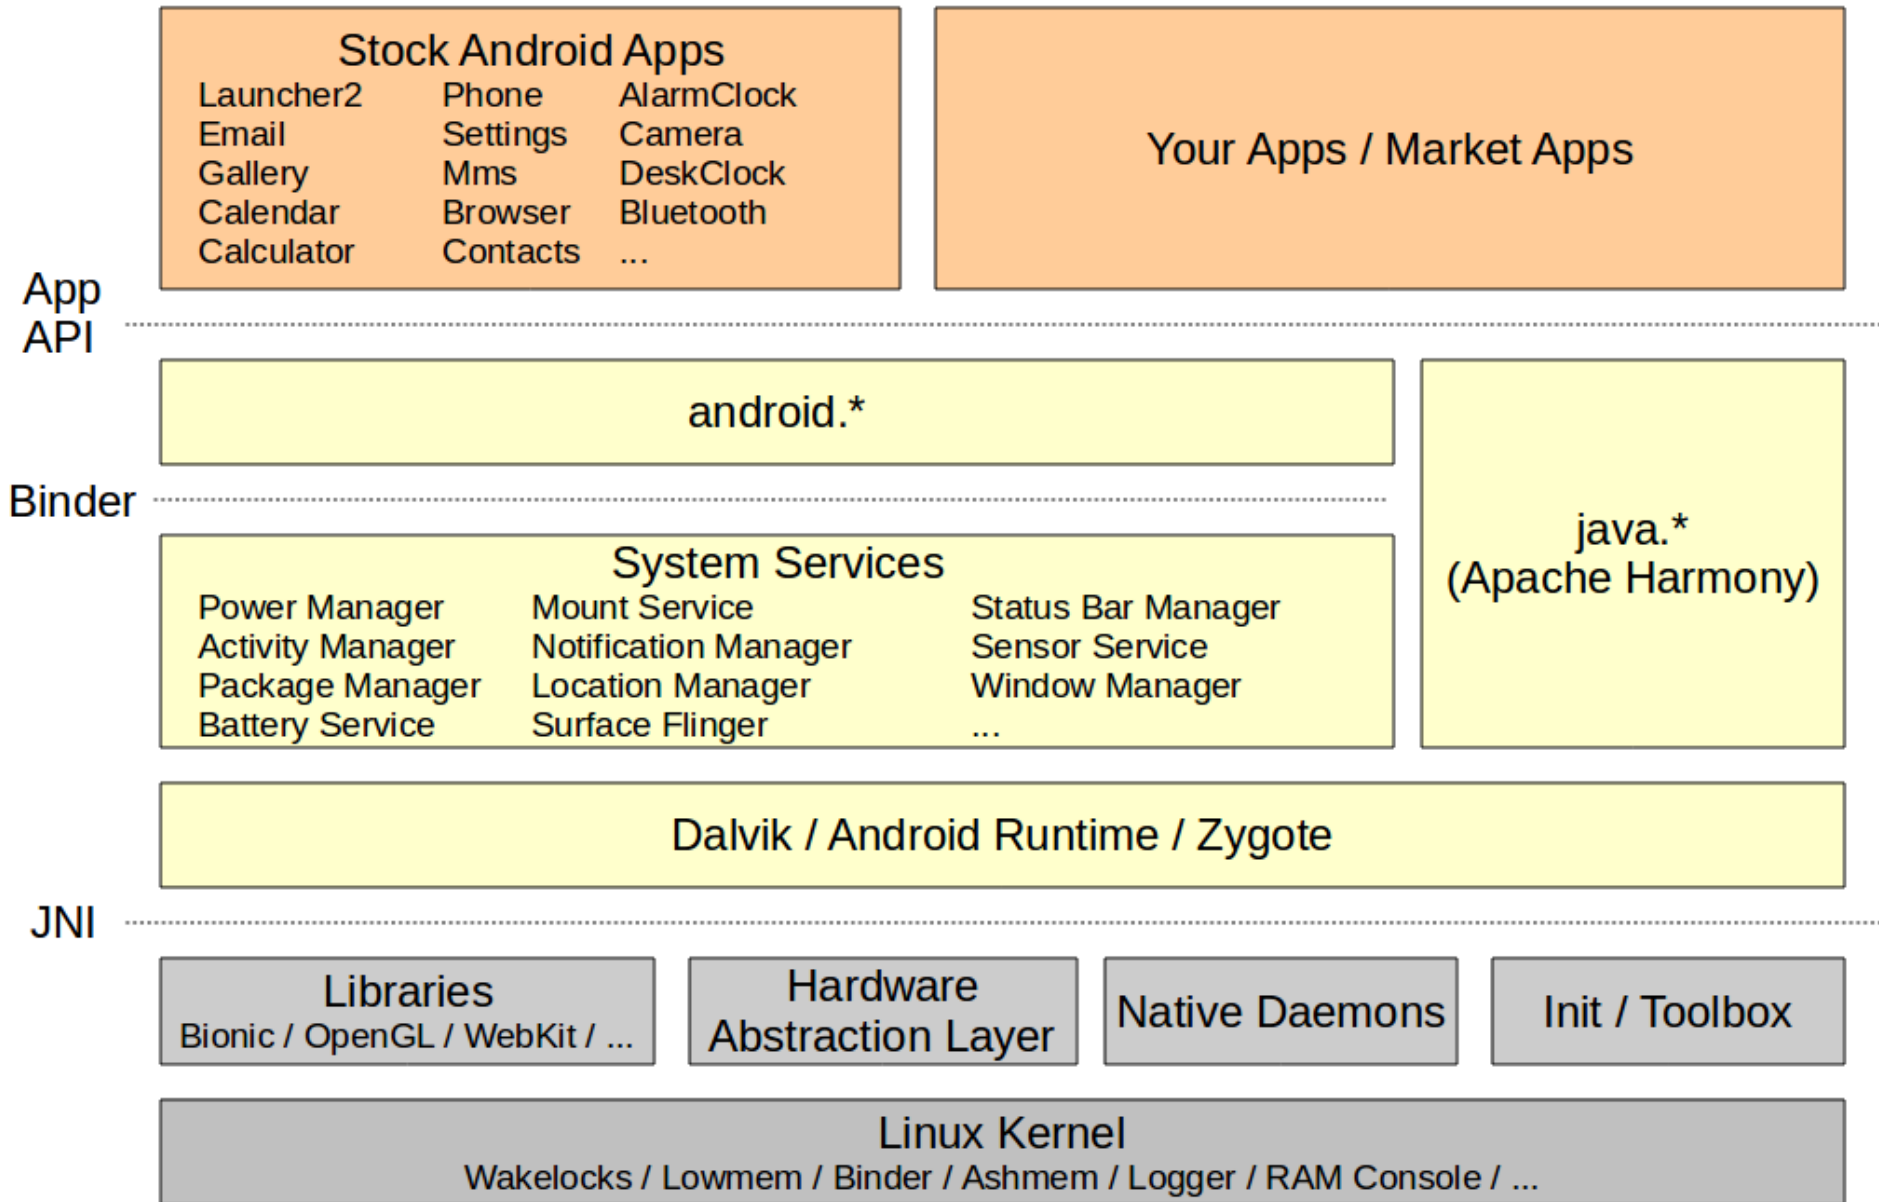 Stock Android Apps
Launcher2 Phone AlarmClock
Email Settings Camera
Gallery Mms DeskClock
Calendar Browser Bluetooth
Calculator Contacts ...
Your Apps / Market Apps
App
API
android.*
Binder
java.*
(Apache Harmony)
System Services
Power Manager Mount Service Status Bar Manager
Activity Manager Notification Manager Sensor Service
Package Manager Location Manager Window Manager
Battery Service Surface Flinger ...
Dalvik / Android Runtime / Zygote
JNI
Libraries
Bionic / OpenGL / WebKit / ...
Hardware
Abstraction Layer
Native Daemons
Init / Toolbox
Linux Kernel
Wakelocks / Lowmem / Binder / Ashmem / Logger / RAM Console / ...